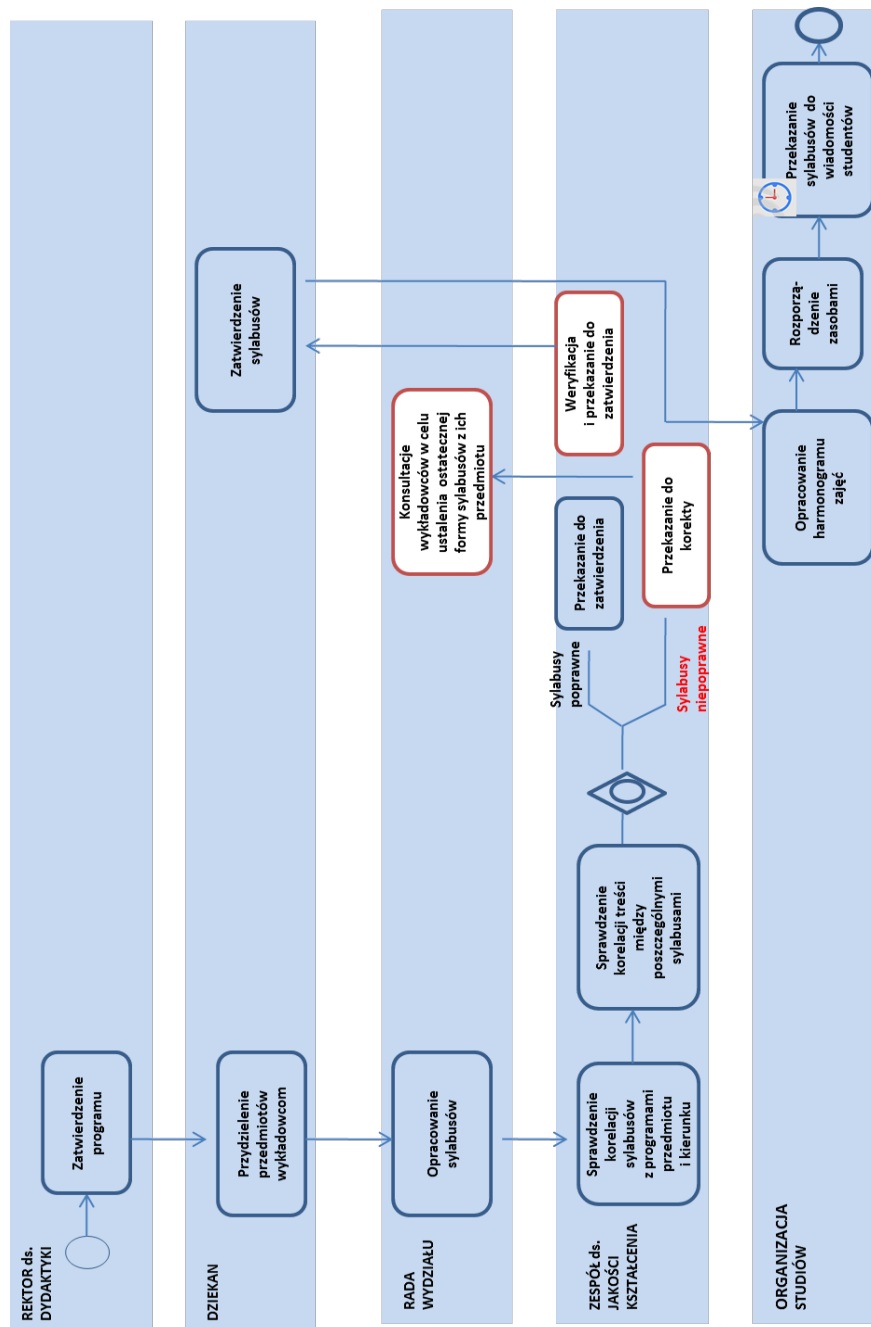 REKTOR ds.
DYDAKTYKI
Zatwierdzenie
programu
DZIEKAN
Przydzielenie
przedmiotów
wykładowcom
Zatwierdzenie
sylabusów
RADA
WYDZIAŁU
Opracowanie
sylabusów
Konsultacje
wykładowców w celu
ustalenia ostatecznej
formy sylabusów z ich
przedmiotu
ZESPÓŁ ds.
JAKOŚCI
KSZTAŁCENIA
Sprawdzenie
korelacji
sylabusów
z programami
przedmiotu
i kierunku
Sprawdzenie
korelacji treści
między
poszczególnymi
sylabusami
Sylabusy
poprawne
Sylabusy
niepoprawne
Przekazanie do
zatwierdzenia
Przekazanie do
korekty
Weryfikacja
i przekazanie do
zatwierdzenia
ORGANIZACJA
STUDIÓW
Opracowanie
harmonogramu
zajęć
Rozporzą-
dzenie
zasobami
Przekazanie
sylabusów do
wiadomości
studentów